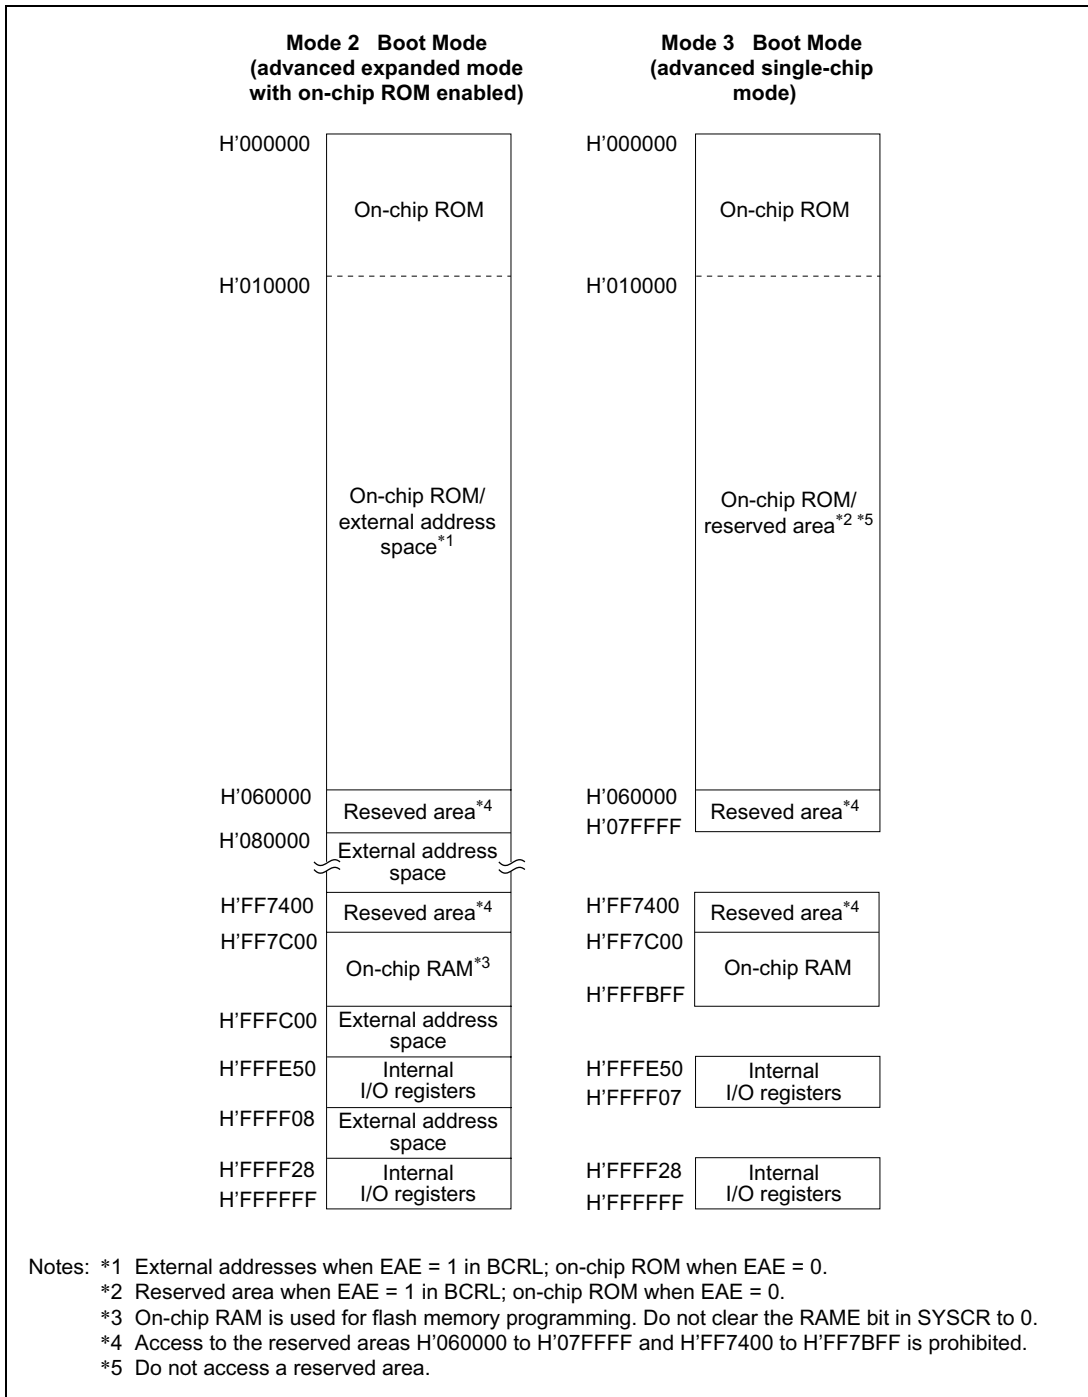 Mode 2 Boot Mode
(advanced expanded mode
with on-chip ROM enabled)
H'000000
On-chip ROM
H'010000
On-chip ROM/
external address
space*1
H'060000
Reseved area*4
H'080000
External address
space
H'FF7400
Reseved area*4
H'FF7C00
On-chip RAM*3
H'FFFC00
External address
space
H'FFFE50
Internal
I/O registers
H'FFFF08
External address
space
H'FFFF28
Internal
I/O registers
H'FFFFFF
Mode 3 Boot Mode
(advanced single-chip
mode)
H'000000
On-chip ROM
H'010000
On-chip ROM/
reserved area*2 *5
H'060000
Reseved area*4
H'07FFFF
H'FF7400
Reseved area*4
H'FF7C00
On-chip RAM
H'FFFBFF
H'FFFE50
Internal
I/O registers
H'FFFF07
H'FFFF28
Internal
I/O registers
H'FFFFFF
Notes: *1 External addresses when EAE = 1 in BCRL; on-chip ROM when EAE = 0.
*2 Reserved area when EAE = 1 in BCRL; on-chip ROM when EAE = 0.
*3 On-chip RAM is used for flash memory programming. Do not clear the RAME bit in SYSCR to 0.
*4 Access to the reserved areas H'060000 to H'07FFFF and H'FF7400 to H'FF7BFF is prohibited.
*5 Do not access a reserved area.